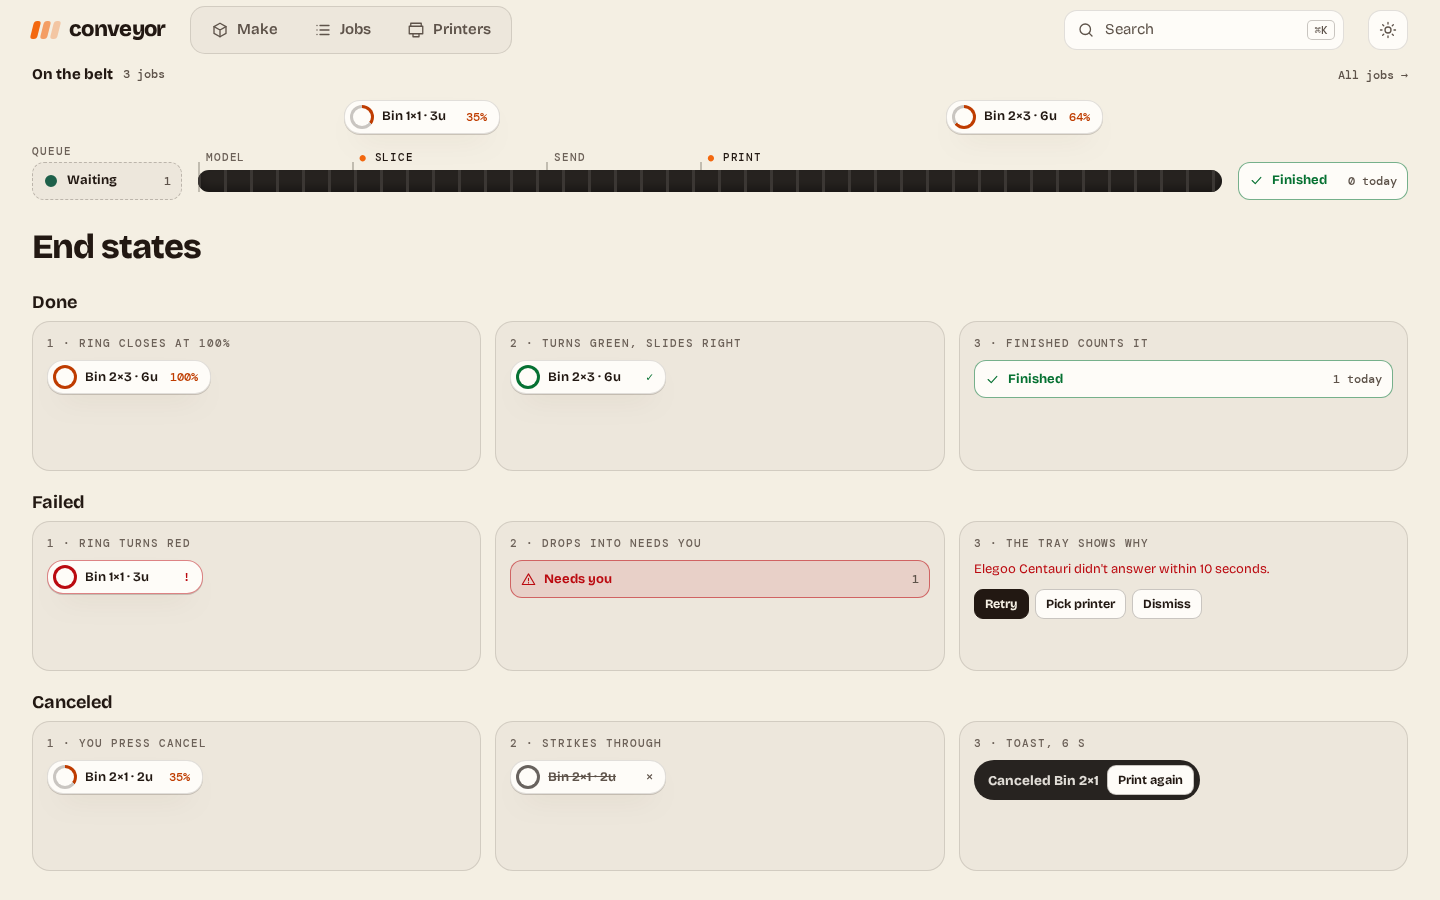 conveyor
Make
Jobs
Printers
Search
⌘K
On the belt 3 jobs
All jobs →
Bin 1×1 · 3u 35%
Bin 2×3 · 6u 64%
QUEUE
MODEL
SLICE
SEND
PRINT
Waiting 1
✓ Finished 0 today
End states
Done
1 · RING CLOSES AT 100%
Bin 2×3 · 6u 100%
2 · TURNS GREEN, SLIDES RIGHT
Bin 2×3 · 6u ✓
3 · FINISHED COUNTS IT
✓ Finished 1 today
Failed
1 · RING TURNS RED
Bin 1×1 · 3u !
2 · DROPS INTO NEEDS YOU
Needs you 1
3 · THE TRAY SHOWS WHY
Elegoo Centauri didn't answer within 10 seconds.
Retry
Pick printer
Dismiss
Canceled
1 · YOU PRESS CANCEL
Bin 2×1 · 2u 35%
2 · STRIKES THROUGH
Bin 2×1 · 2u ×
3 · TOAST, 6 S
Canceled Bin 2×1
Print again